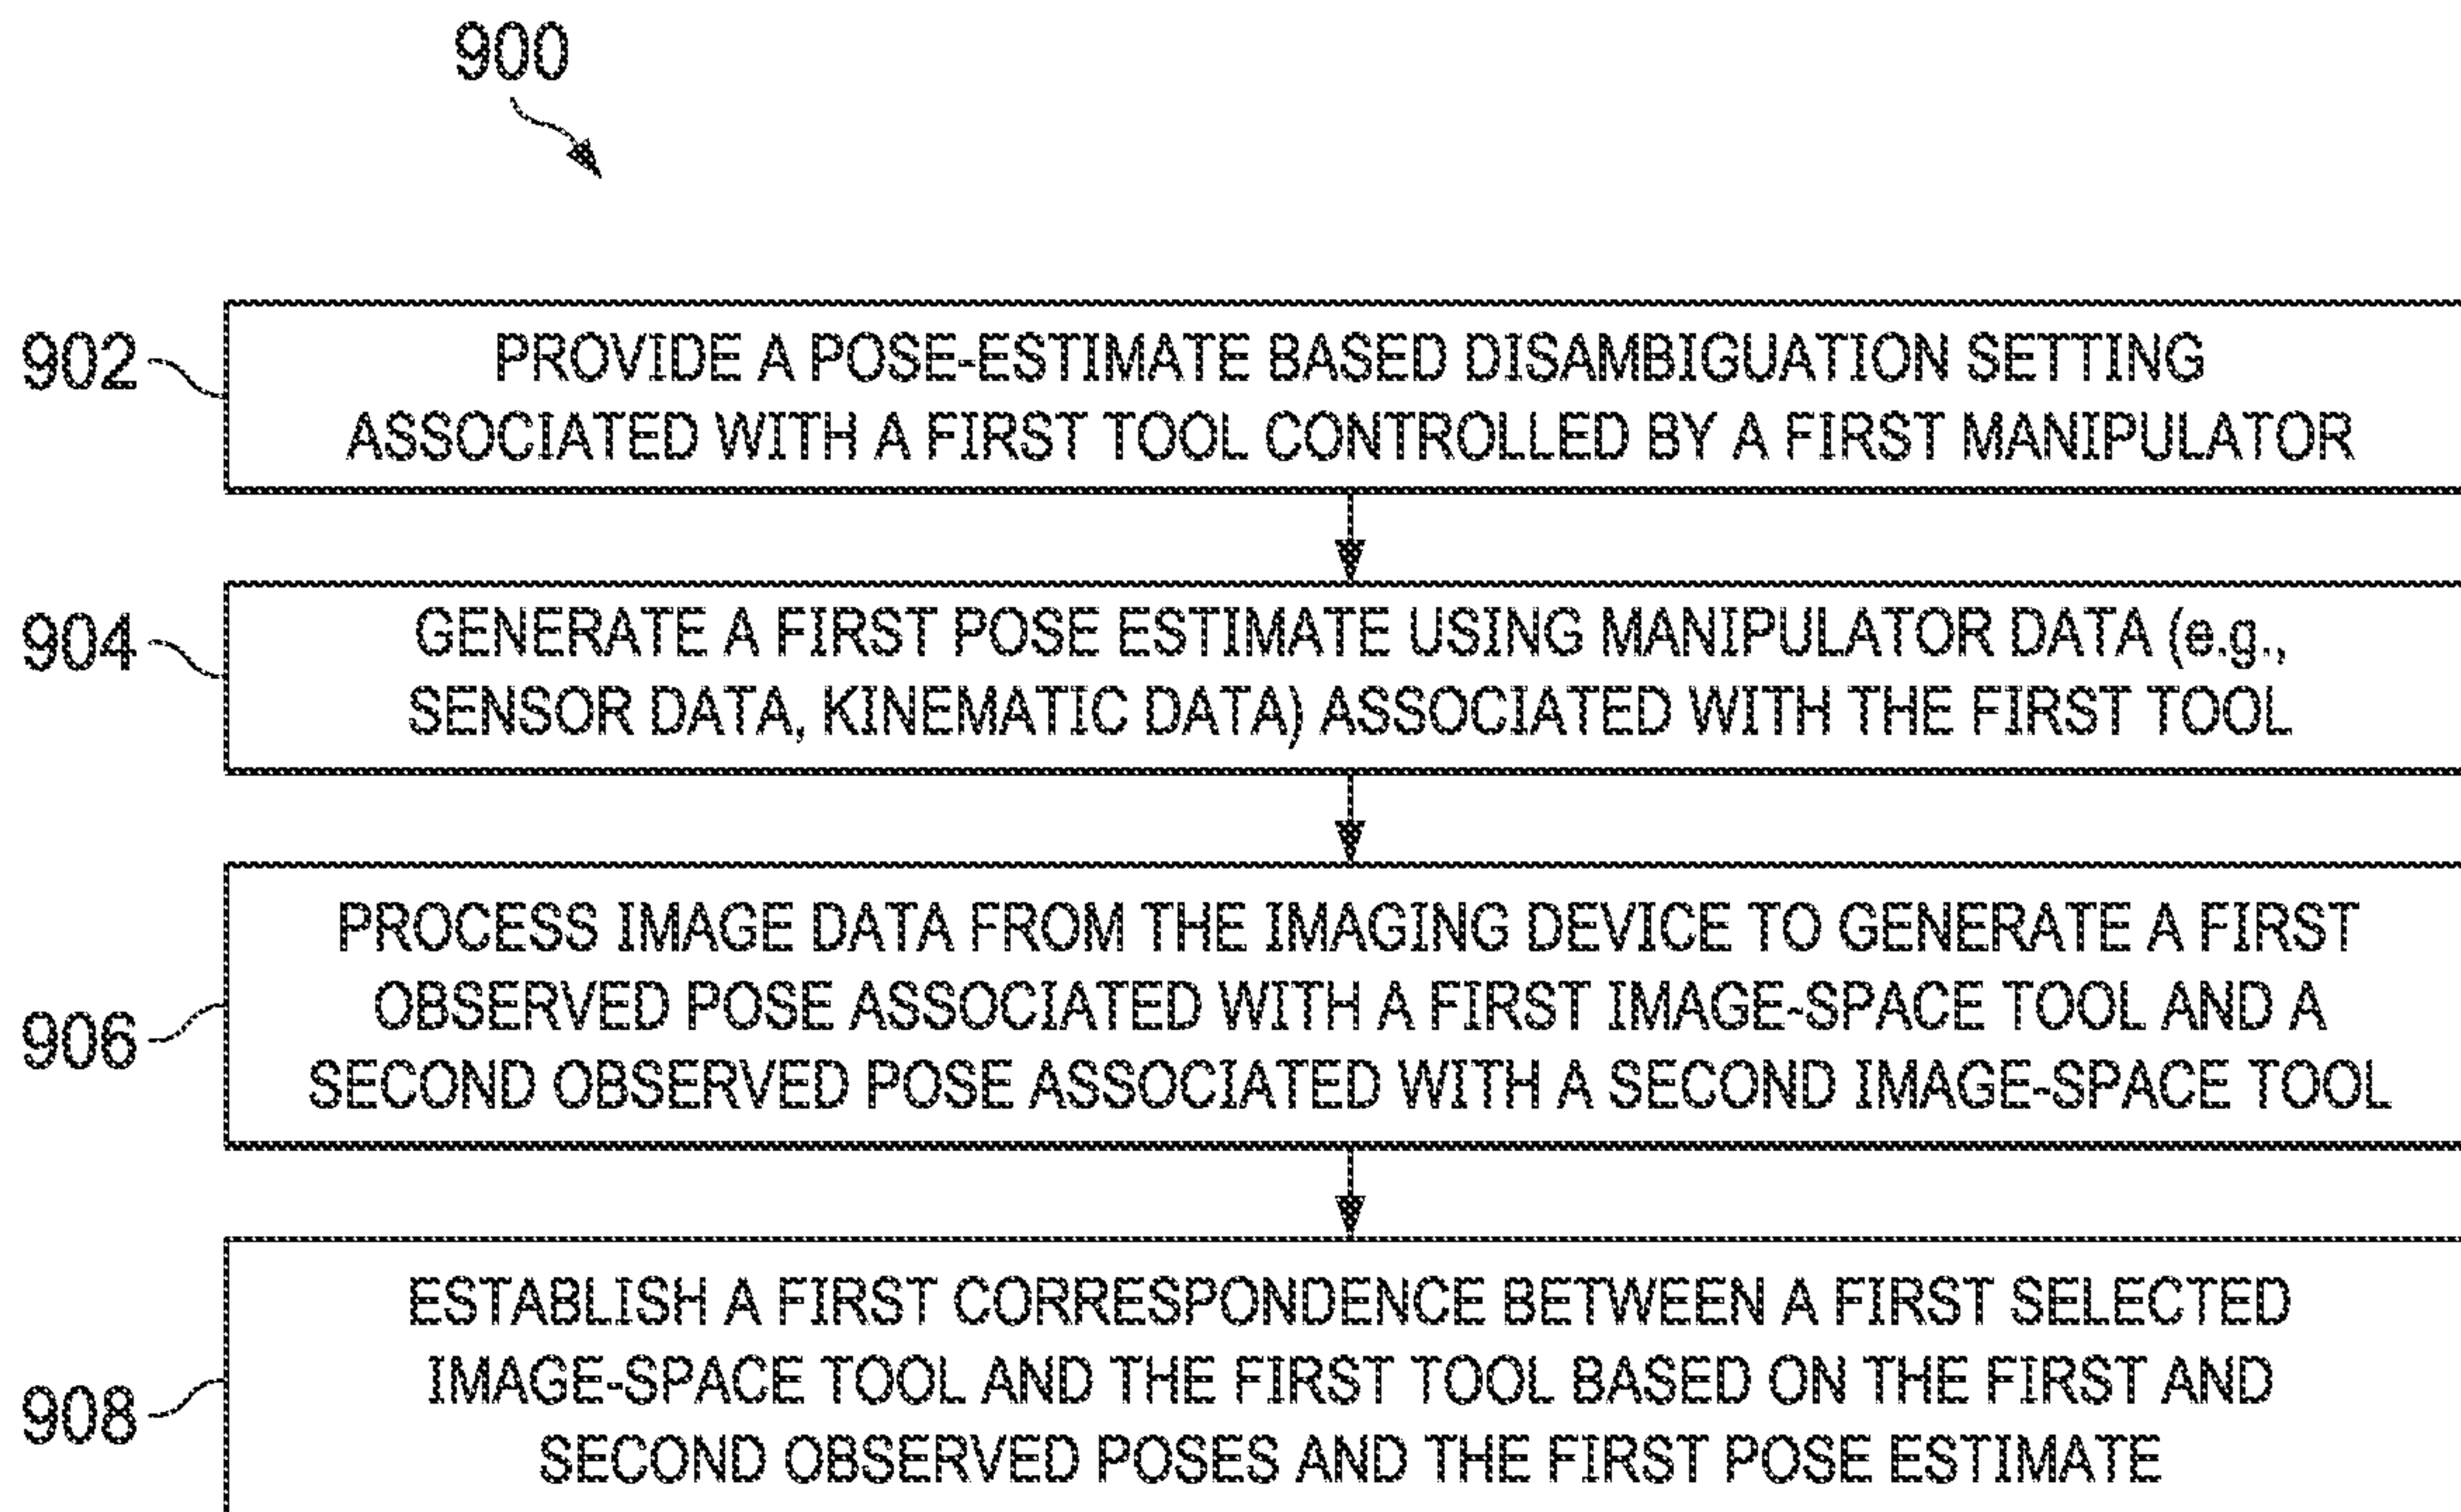 900
902
PROVIDE A POSE-ESTIMATE BASED DISAMBIGUATION SETTING
ASSOCIATED WITH A FIRST TOOL CONTROLLED BY A FIRST MANIPULATOR
904
GENERATE A FIRST POSE ESTIMATE USING MANIPULATOR DATA (e.g.,
SENSOR DATA, KINEMATIC DATA) ASSOCIATED WITH THE FIRST TOOL
906
PROCESS IMAGE DATA FROM THE IMAGING DEVICE TO GENERATE A FIRST
OBSERVED POSE ASSOCIATED WITH A FIRST IMAGE-SPACE TOOL AND A
SECOND OBSERVED POSE ASSOCIATED WITH A SECOND IMAGE-SPACE TOOL
908
ESTABLISH A FIRST CORRESPONDENCE BETWEEN A FIRST SELECTED
IMAGE-SPACE TOOL AND THE FIRST TOOL BASED ON THE FIRST AND
SECOND OBSERVED POSES AND THE FIRST POSE ESTIMATE